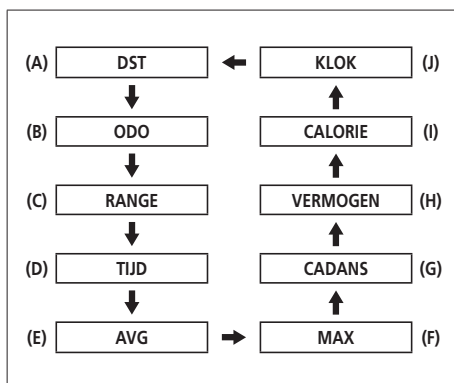 (A) DST KLOK (J)
(B) ODO CALORIE (I)
(C) RANGE VERMOGEN (H)
(D) TIJD CADANS (G)
(E) AVG MAX (F)